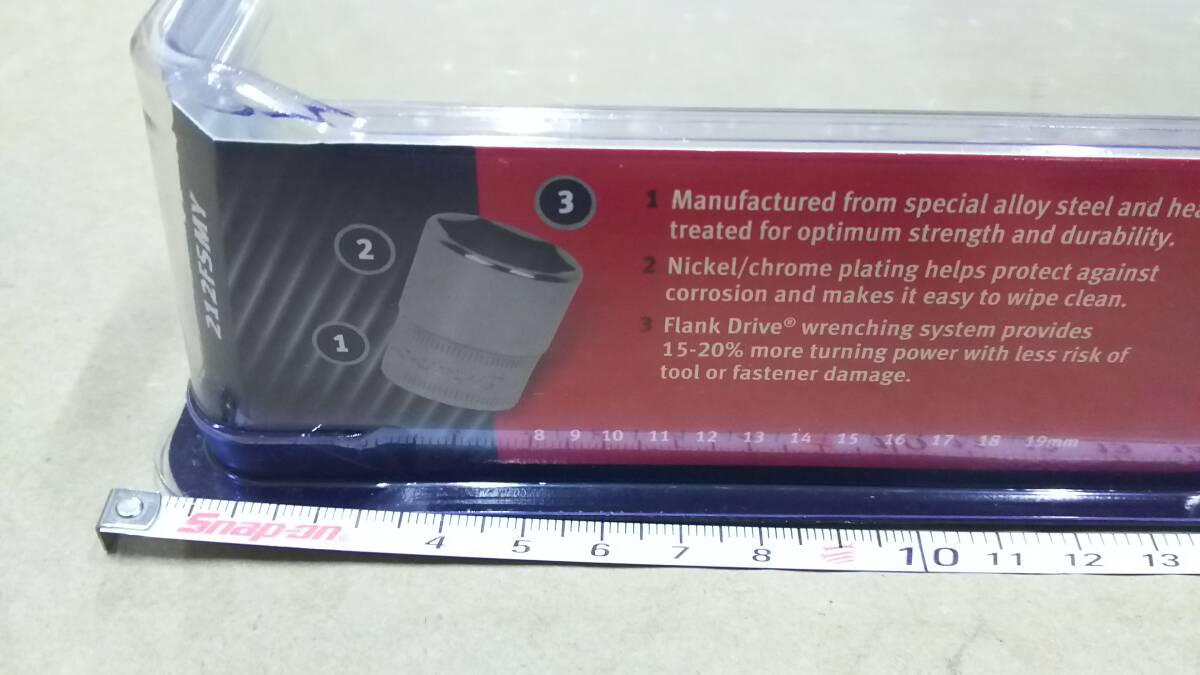 212FSMY
3
2
1
1 Manufactured from special alloy steel and hea
treated for optimum strength and durability.
2 Nickel/chrome plating helps protect against
corrosion and makes it easy to wipe clean.
3 Flank Drive® wrenching system provides
15-20% more turning power with less risk of
tool or fastener damage.
8 9 10 11 12 13 14 15 16 17 18 19mm
Snap-on 4 5 6 7 8 10 11 12 13